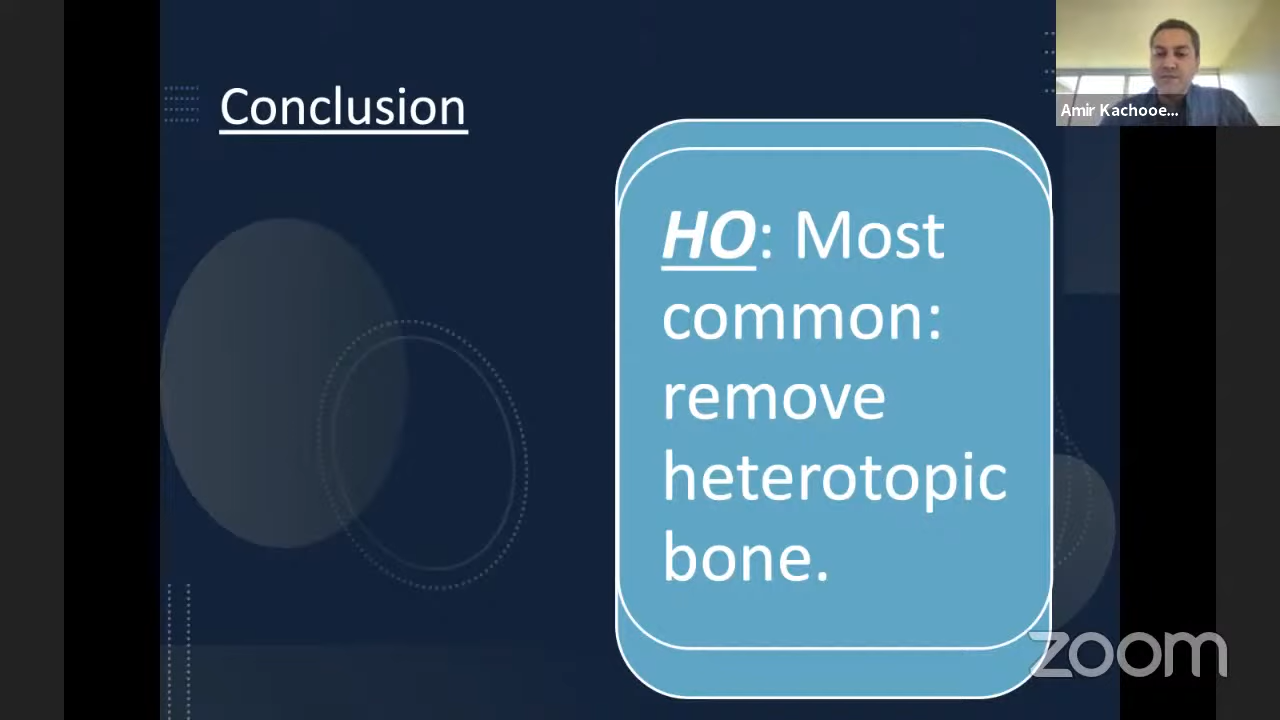 Conclusion
HO: Most
common:
remove
heterotopic
bone.
Amir Kachooe...
zoom